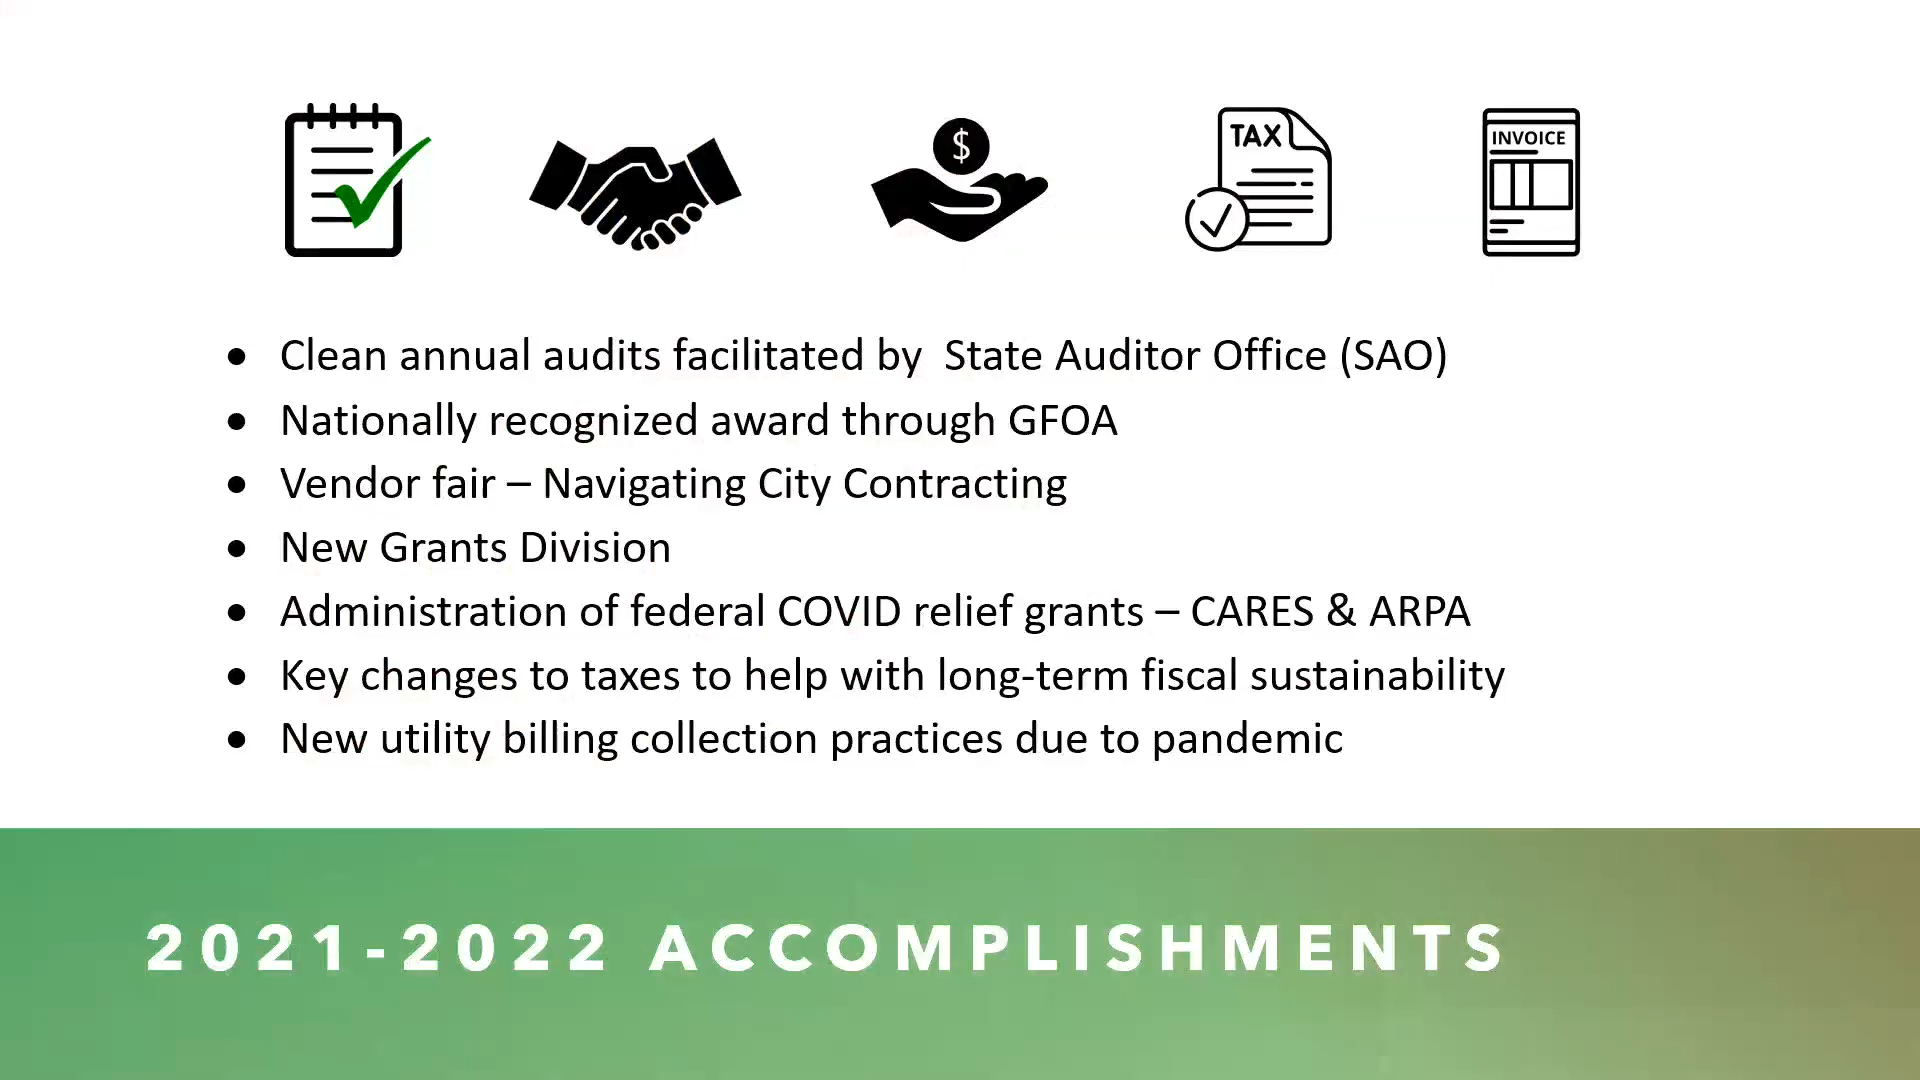 $
TAX
INVOICE
• Clean annual audits facilitated by  State Auditor Office (SAO)
• Nationally recognized award through GFOA
• Vendor fair – Navigating City Contracting
• New Grants Division
• Administration of federal COVID relief grants – CARES & ARPA
• Key changes to taxes to help with long-term fiscal sustainability
• New utility billing collection practices due to pandemic
2021-2022 ACCOMPLISHMENTS